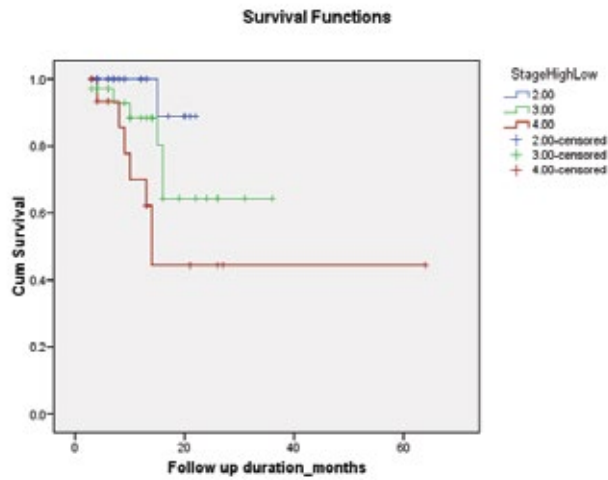 Survival Functions
StageHighLow
2.00
3.00
4.00
2.00-censored
3.00-censored
4.00-censored
1.0
0.8
0.6
0.4
0.2
0.0
Cum Survival
0
20
40
60
Follow up duration_months